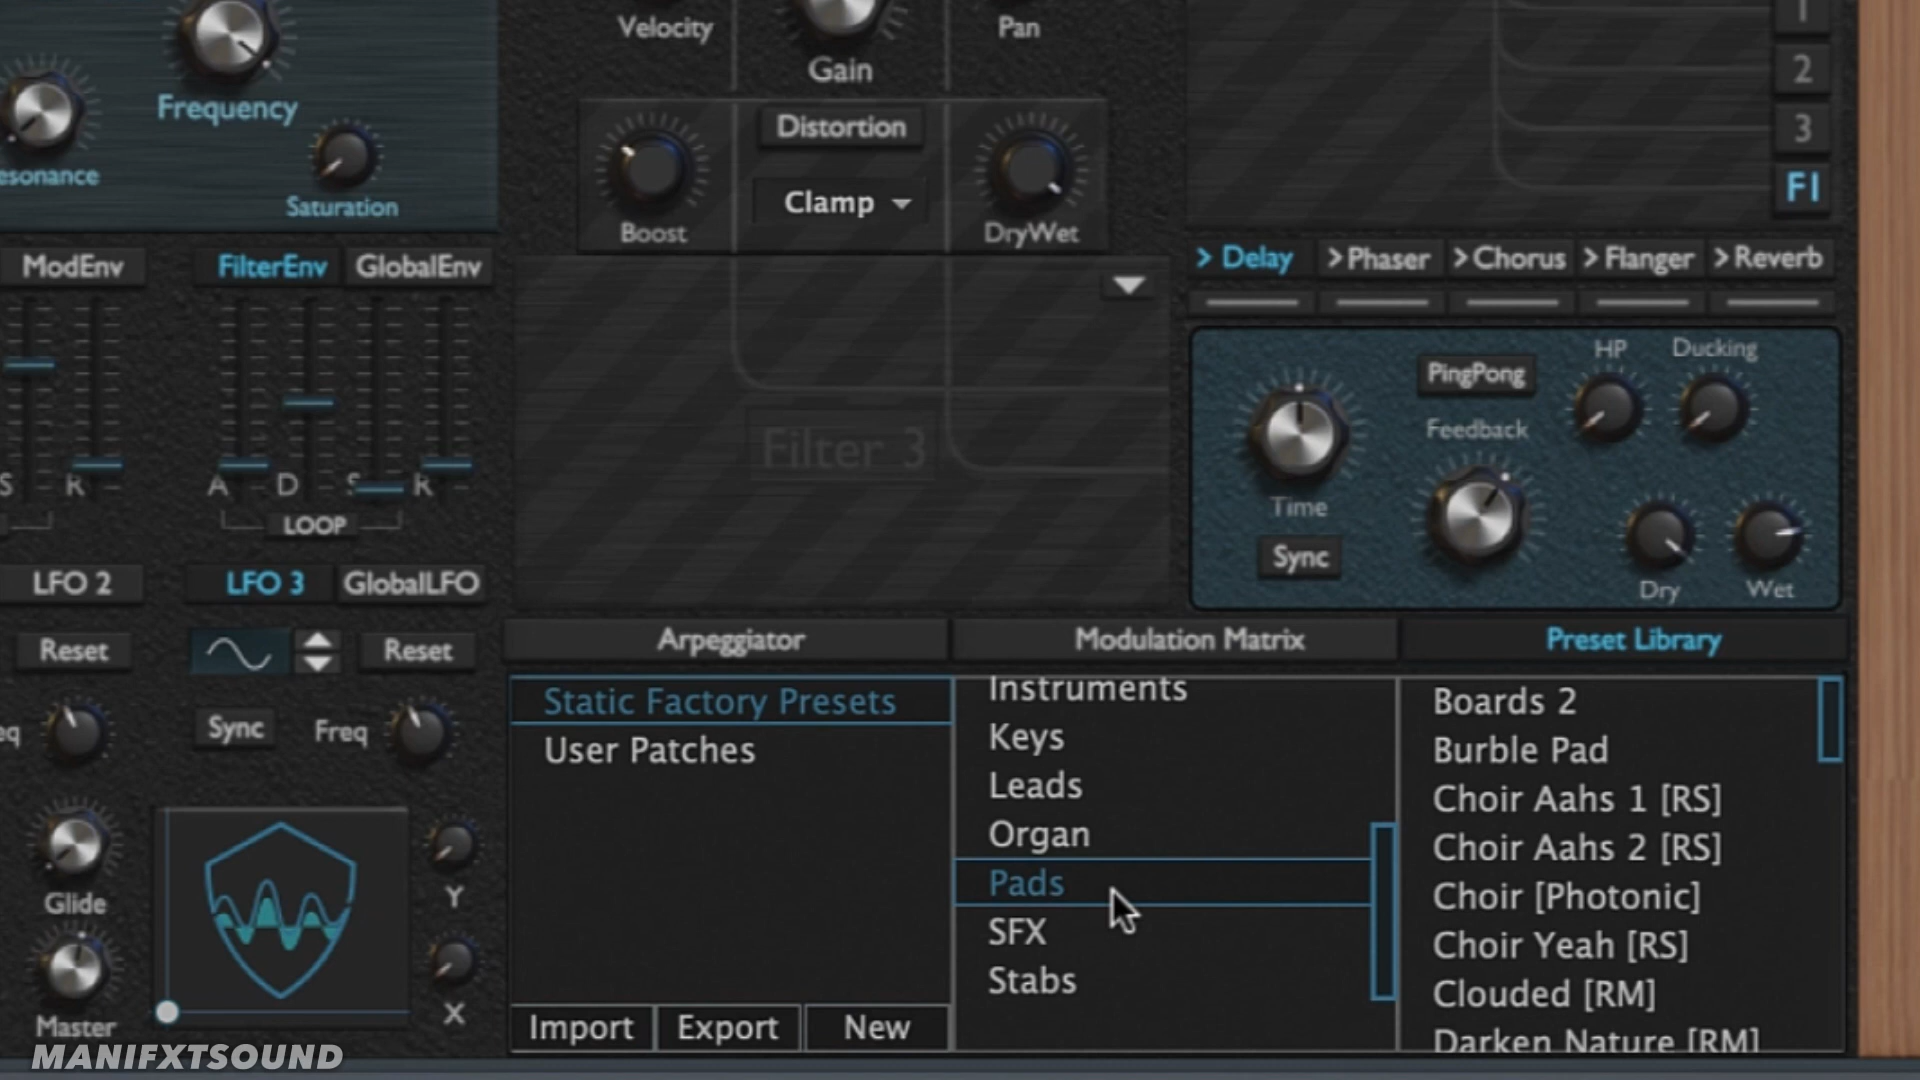 Velocity
Gain
Pan
1
2
3
F1
Frequency
esonance
Saturation
Distortion
Clamp
Boost
DryWet
ModEnv
FilterEnv
GlobalEnv
> Delay
> Phaser
> Chorus
> Flanger
> Reverb
S
R
A
D
S
R
LOOP
Filter 3
HP
Ducking
PingPong
Feedback
Time
Sync
Dry
Wet
LFO 2
LFO 3
GlobalLFO
Reset
Reset
eq
Sync
Freq
Glide
Master
Y
X
Arpeggiator
Modulation Matrix
Preset Library
Static Factory Presets
User Patches
Import
Export
New
Instruments
Keys
Leads
Organ
Pads
SFX
Stabs
Boards 2
Burble Pad
Choir Aahs 1 [RS]
Choir Aahs 2 [RS]
Choir [Photonic]
Choir Yeah [RS]
Clouded [RM]
Darken Nature [RM]
MANIFXTSOUND